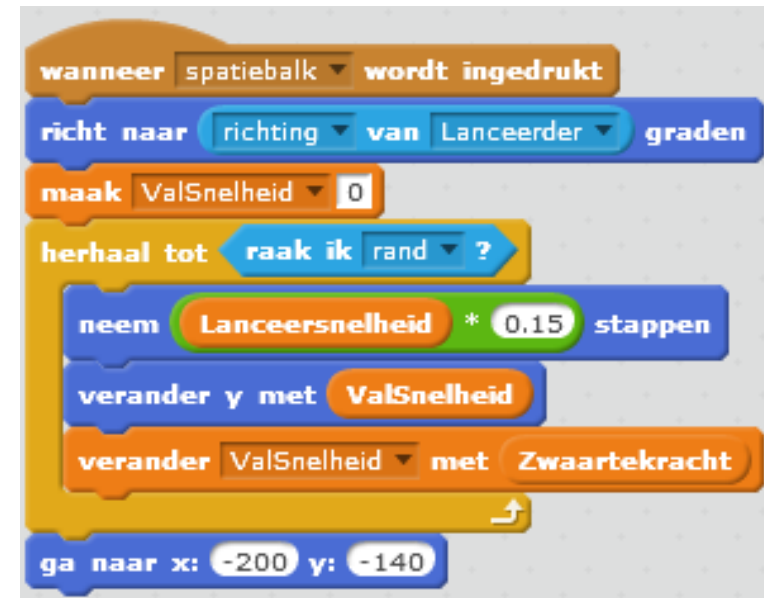 wanneer spatiebalk wordt ingedrukt
richt naar richting van Lanceerder graden
maak ValSnelheid 0
herhaal tot raak ik rand ?
neem Lanceersnelheid * 0.15 stappen
verander y met ValSnelheid
verander ValSnelheid met Zwaartekracht
ga naar x: -200 y: -140